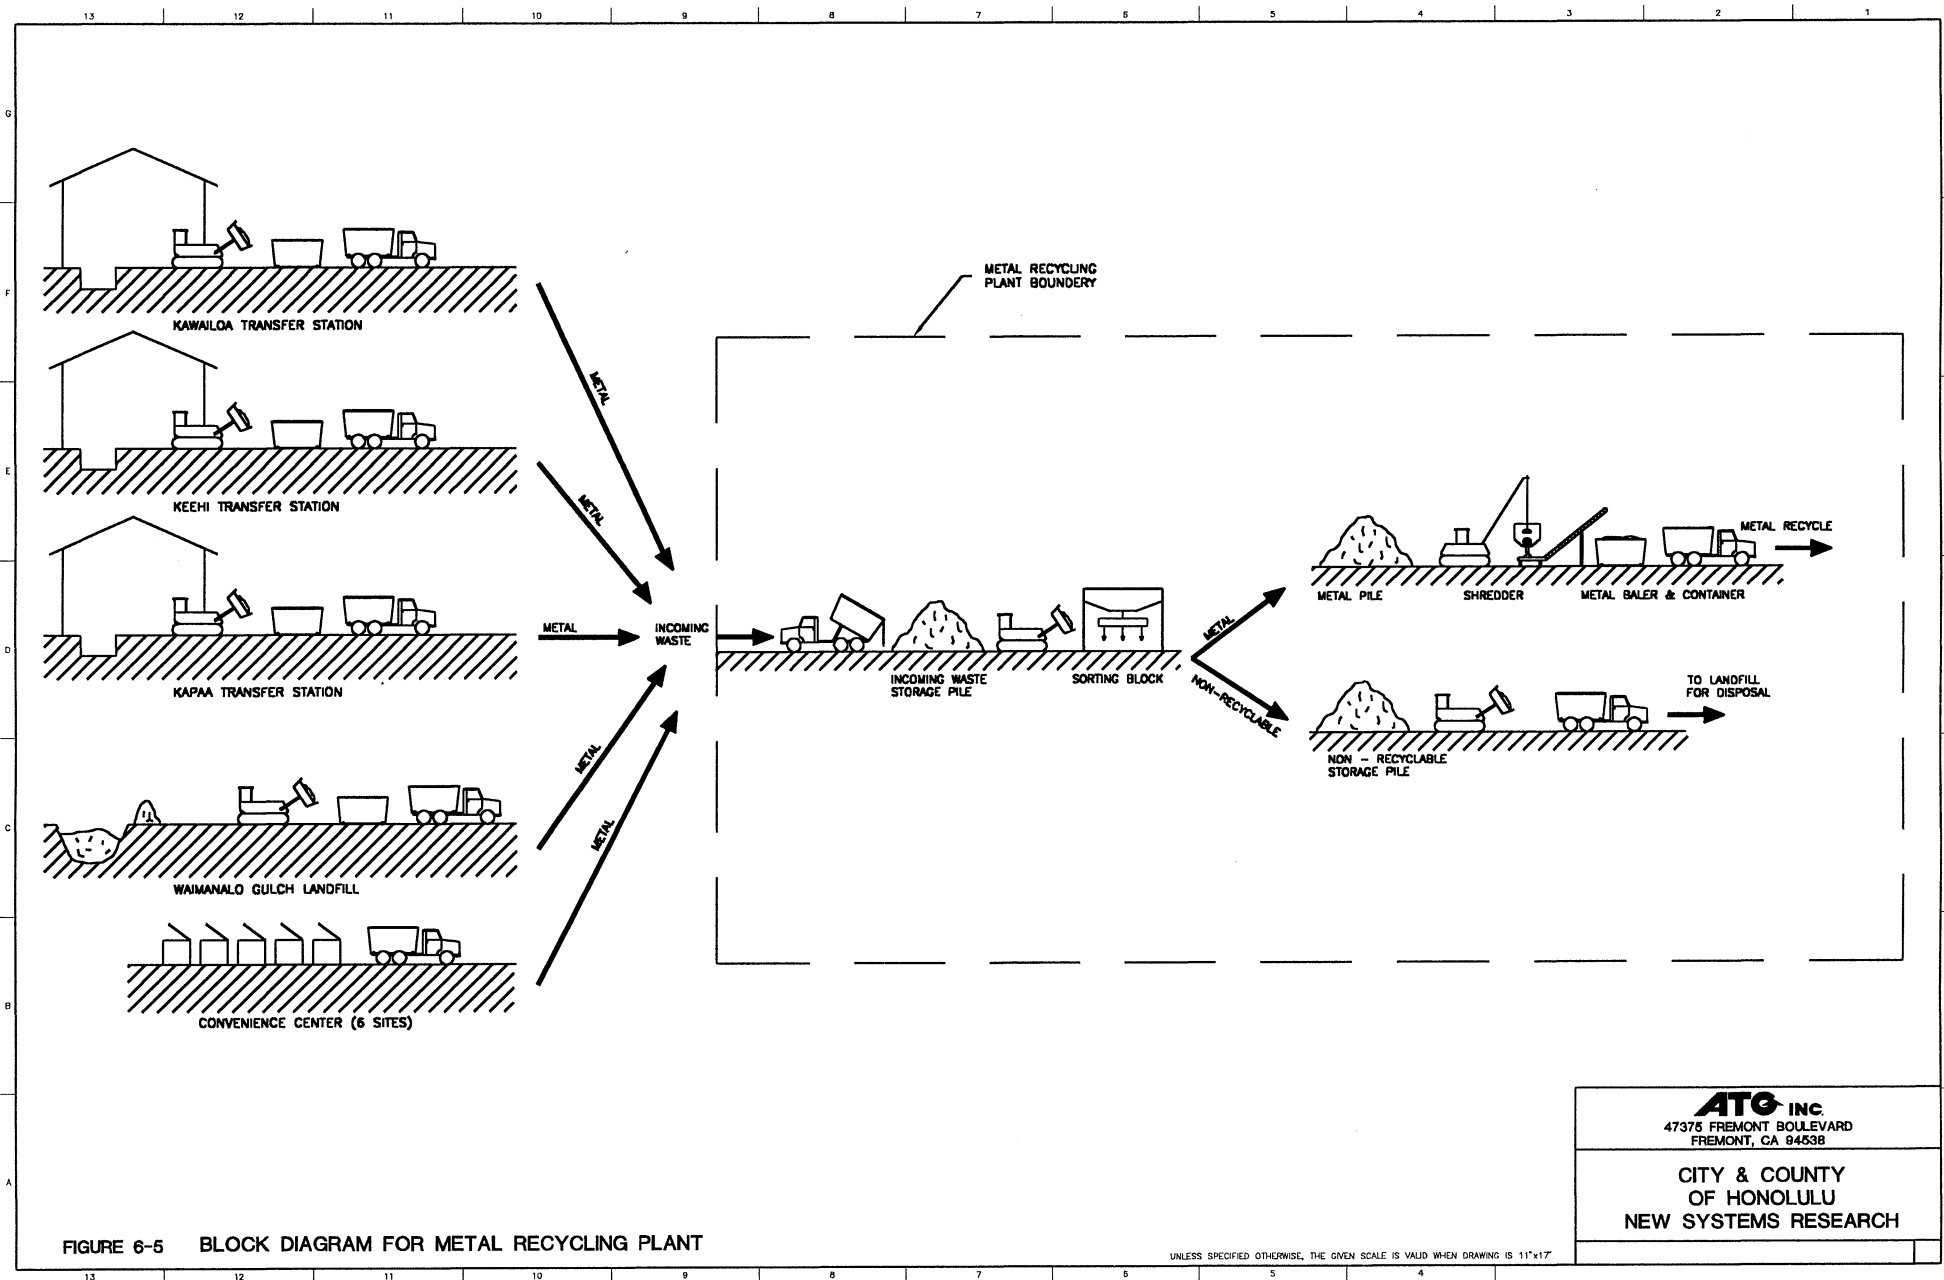 13 12 11 10 9 8 7 6 5 4 3 2 1
G
F
E
D
C
B
A
KAWAILOA TRANSFER STATION
KEEHI TRANSFER STATION
KAPAA TRANSFER STATION
WAIMANALO GULCH LANDFILL
CONVENIENCE CENTER (6 SITES)
METAL
METAL
METAL
METAL
METAL
INCOMING
WASTE
METAL RECYCLING
PLANT BOUNDERY
INCOMING WASTE
STORAGE PILE
SORTING BLOCK
METAL
NON-RECYCLABLE
METAL PILE
SHREDDER
METAL BALER & CONTAINER
METAL RECYCLE
NON - RECYCLABLE
STORAGE PILE
TO LANDFILL
FOR DISPOSAL
ATG INC.
47375 FREMONT BOULEVARD
FREMONT, CA 94538
CITY & COUNTY
OF HONOLULU
NEW SYSTEMS RESEARCH
FIGURE 6-5 BLOCK DIAGRAM FOR METAL RECYCLING PLANT
UNLESS SPECIFIED OTHERWISE, THE GIVEN SCALE IS VALID WHEN DRAWING IS 11"x17"
13 12 11 10 9 8 7 6 5 4